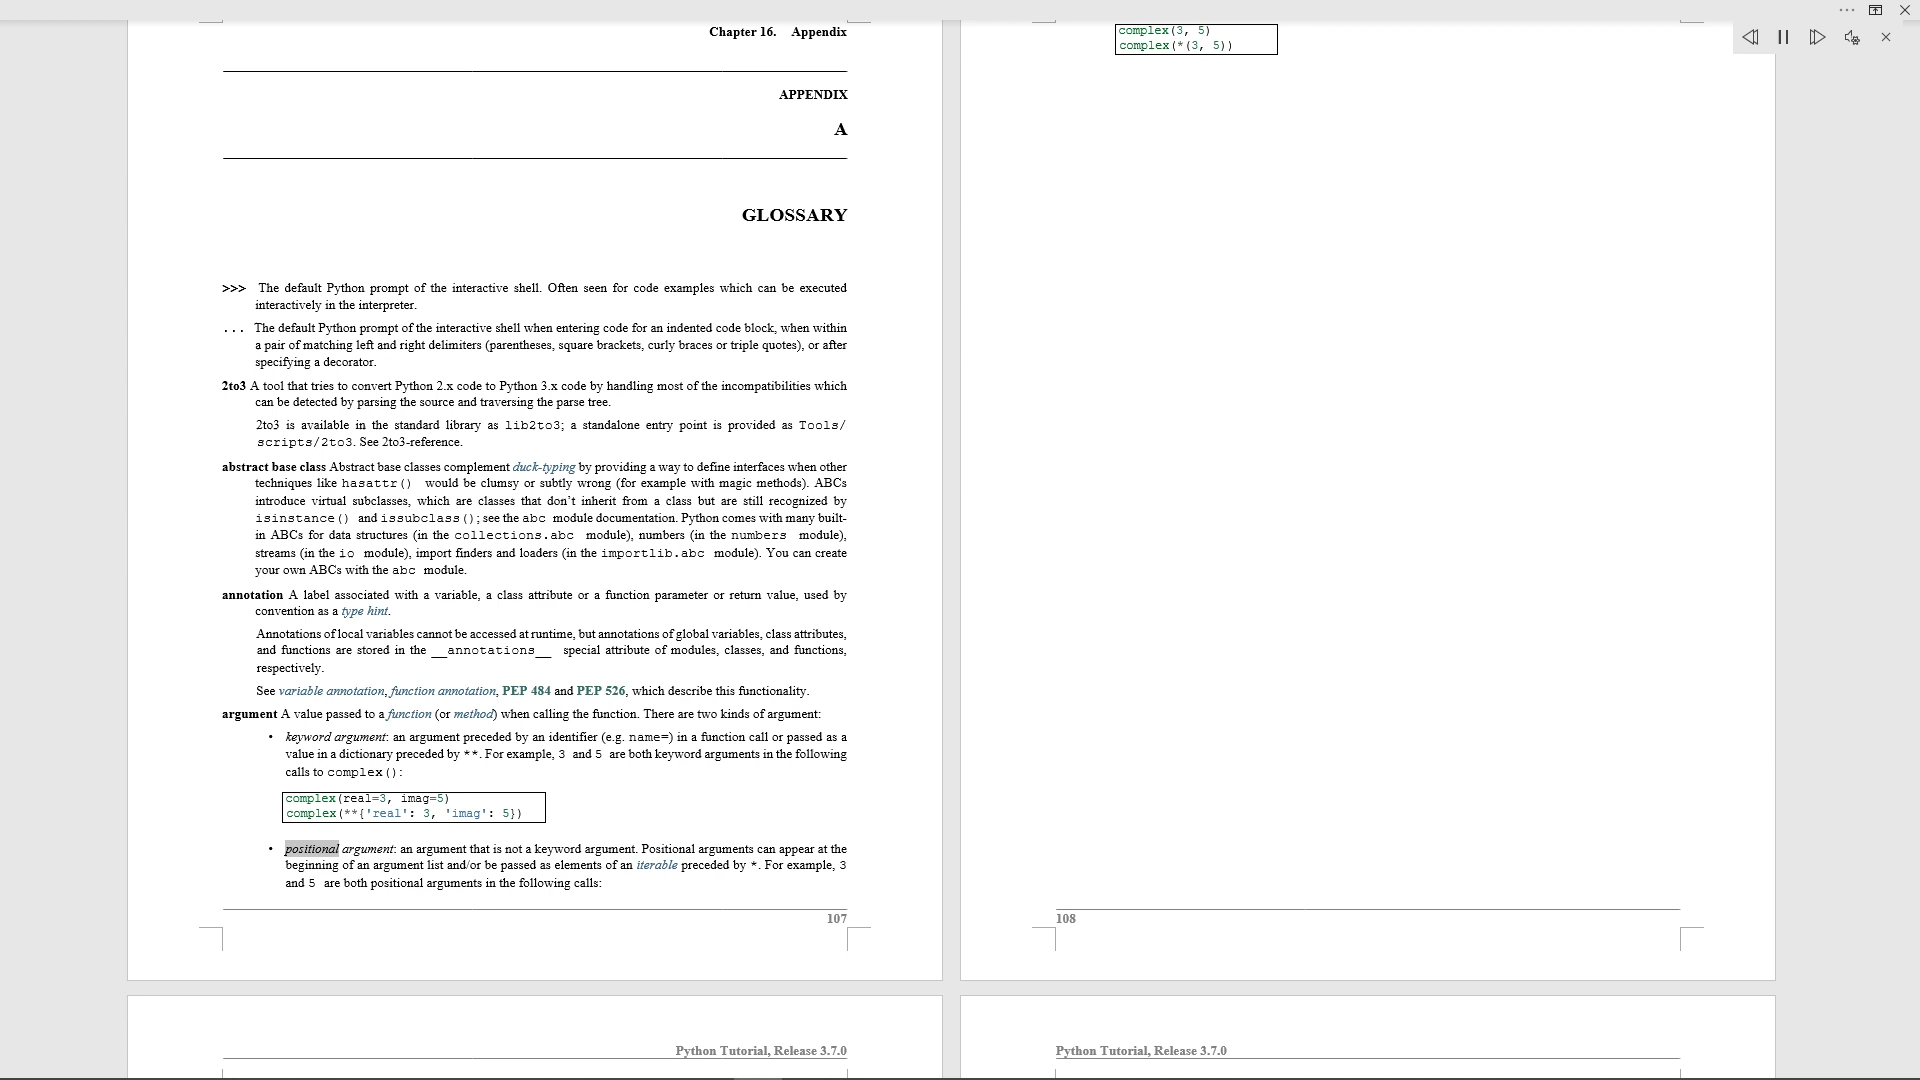 Chapter 16. Appendix
APPENDIX
A
GLOSSARY
>>> The default Python prompt of the interactive shell. Often seen for code examples which can be executed
interactively in the interpreter.
... The default Python prompt of the interactive shell when entering code for an indented code block, when within
a pair of matching left and right delimiters (parentheses, square brackets, curly braces or triple quotes), or after
specifying a decorator.
2to3 A tool that tries to convert Python 2.x code to Python 3.x code by handling most of the incompatibilities which
can be detected by parsing the source and traversing the parse tree.
2to3 is available in the standard library as lib2to3; a standalone entry point is provided as Tools/
scripts/2to3. See 2to3-reference.
abstract base class Abstract base classes complement duck-typing by providing a way to define interfaces when other
techniques like hasattr() would be clumsy or subtly wrong (for example with magic methods). ABCs
introduce virtual subclasses, which are classes that don’t inherit from a class but are still recognized by
isinstance() and issubclass(); see the abc module documentation. Python comes with many built-
in ABCs for data structures (in the collections.abc module), numbers (in the numbers module),
streams (in the io module), import finders and loaders (in the importlib.abc module). You can create
your own ABCs with the abc module.
annotation A label associated with a variable, a class attribute or a function parameter or return value, used by
convention as a type hint.
Annotations of local variables cannot be accessed at runtime, but annotations of global variables, class attributes,
and functions are stored in the __annotations__ special attribute of modules, classes, and functions,
respectively.
See variable annotation, function annotation, PEP 484 and PEP 526, which describe this functionality.
argument A value passed to a function (or method) when calling the function. There are two kinds of argument:
• keyword argument: an argument preceded by an identifier (e.g. name=) in a function call or passed as a
value in a dictionary preceded by **. For example, 3 and 5 are both keyword arguments in the following
calls to complex():
complex(real=3, imag=5)
complex(**{'real': 3, 'imag': 5})
• positional argument: an argument that is not a keyword argument. Positional arguments can appear at the
beginning of an argument list and/or be passed as elements of an iterable preceded by *. For example, 3
and 5 are both positional arguments in the following calls:
107
complex(3, 5)
complex(*(3, 5))
108
Python Tutorial, Release 3.7.0
Python Tutorial, Release 3.7.0